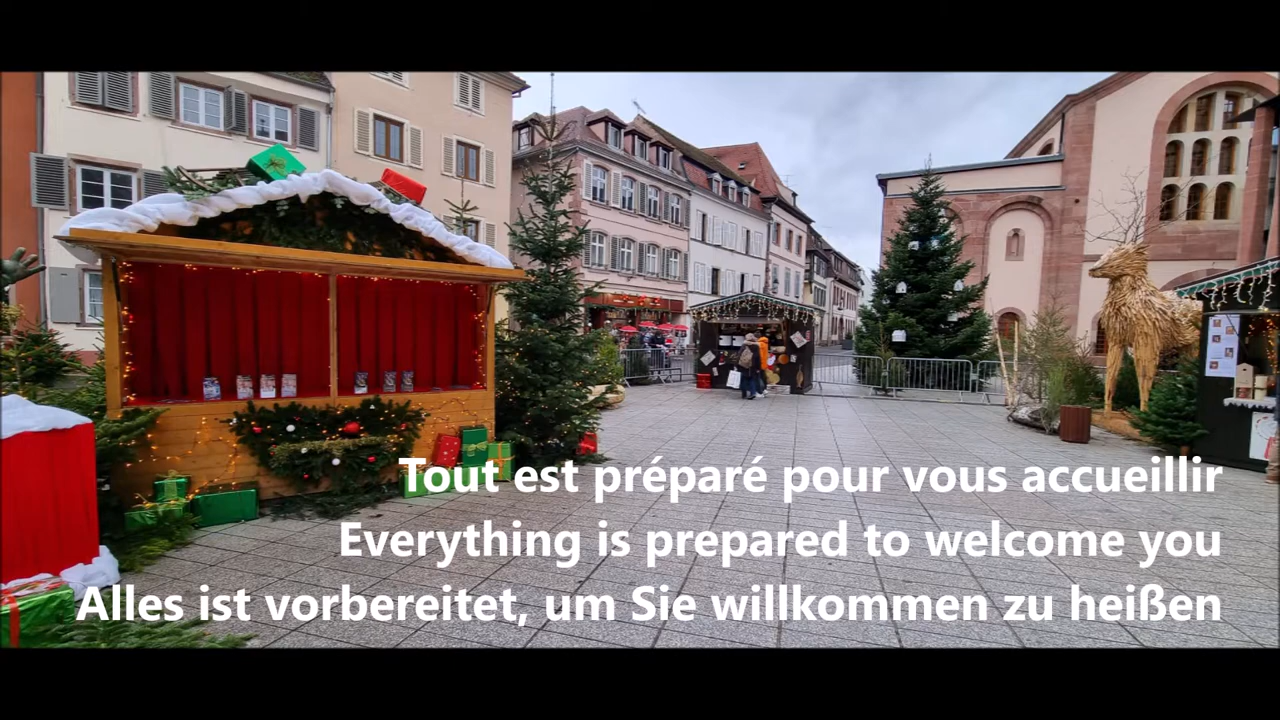 Tout est préparé pour vous accueillir
Everything is prepared to welcome you
Alles ist vorbereitet, um Sie willkommen zu heißen